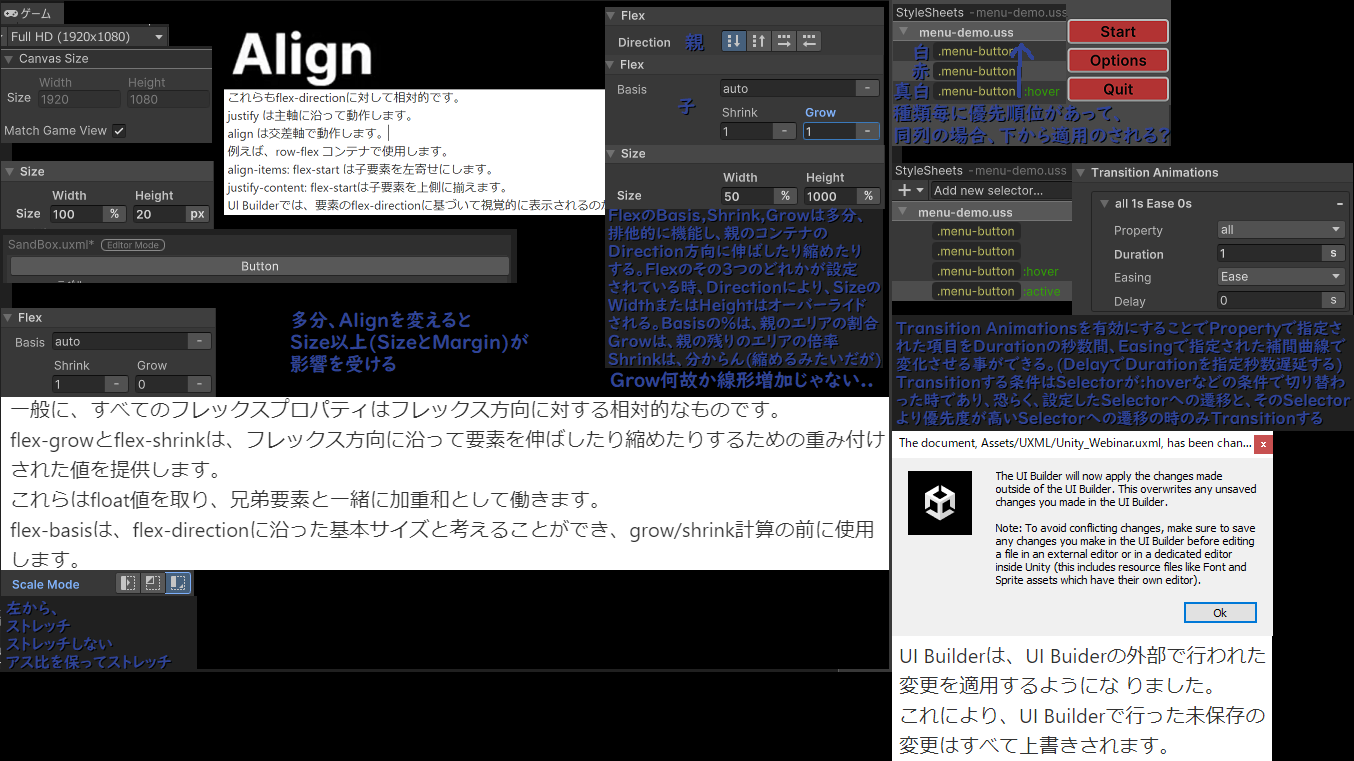 ゲーム
Full HD (1920x1080)
Canvas Size
Width Height
Size 1920 1080
Match Game View
Size
Width Height
Size 100 % 20 px
SandBox.uxml* Editor Mode
Button
Flex
Basis auto -
Shrink Grow
1 - 0 -
Align
これらもflex-directionに対して相対的です。
justify は主軸に沿って動作します。
align は交差軸で動作します。
例えば、row-flex コンテナで使用します。
align-items: flex-start は子要素を左寄せにします。
justify-content: flex-startは子要素を上側に揃えます。
UI Builderでは、要素のflex-directionに基づいて視覚的に表示されるのた
多分、Alignを変えると
Size以上(SizeとMargin)が
影響を受ける
Flex
Direction 親
Flex
Basis auto -
子
Shrink Grow
1 - 1 -
Size
Width Height
Size 50 % 1000 %
FlexのBasis,Shrink,Growは多分、
排他的に機能し、親のコンテナの
Direction方向に伸ばしたり縮めたり
する。Flexのその3つのどれかが設定
されている時、Directionにより、Sizeの
WidthまたはHeightはオーバーライド
される。Basisの%は、親のエリアの割合
Growは、親の残りのエリアの倍率
Shrinkは、分からん(縮めるみたいだが)
Grow何故か線形増加じゃない..
一般に、すべてのフレックスプロパティはフレックス方向に対する相対的なものです。
flex-growとflex-shrinkは、フレックス方向に沿って要素を伸ばしたり縮めたりするための重み付け
された値を提供します。
これらはfloat値を取り、兄弟要素と一緒に加重和として働きます。
flex-basisは、flex-directionに沿った基本サイズと考えることができ、grow/shrink計算の前に使用
します。
Scale Mode
左から、
ストレッチ
ストレッチしない
アス比を保ってストレッチ
StyleSheets - menu-demo.uss
menu-demo.uss
白 .menu-button
赤 .menu-button
真白 .menu-button :hover
Start
Options
Quit
種類毎に優先順位があって、
同列の場合、下から適用のされる?
StyleSheets - menu-demo.uss
+ Add new selector...
menu-demo.uss
.menu-button
.menu-button
.menu-button :hover
.menu-button :active
Transition Animations
all 1s Ease 0s -
Property all
Duration 1 s
Easing Ease
Delay 0 s
Transition Animationsを有効にすることでPropertyで指定さ
れた項目をDurationの秒数間、Easingで指定された補間曲線で
変化させる事ができる。(DelayでDurationを指定秒数遅延する)
Transitionする条件はSelectorが:hoverなどの条件で切り替わ
った時であり、恐らく、設定したSelectorへの遷移と、そのSelector
より優先度が高いSelectorへの遷移の時のみTransitionする
The document, Assets/UXML/Unity_Webinar.uxml, has been chan... x
The UI Builder will now apply the changes made
outside of the UI Builder. This overwrites any unsaved
changes you made in the UI Builder.
Note: To avoid conflicting changes, make sure to save
any changes you make in the UI Builder before editing
a file in an external editor or in a dedicated editor
inside Unity (this includes resource files like Font and
Sprite assets which have their own editor).
Ok
UI Builderは、UI Buiderの外部で行われた
変更を適用するようにな りました。
これにより、UI Builderで行った未保存の
変更はすべて上書きされます。